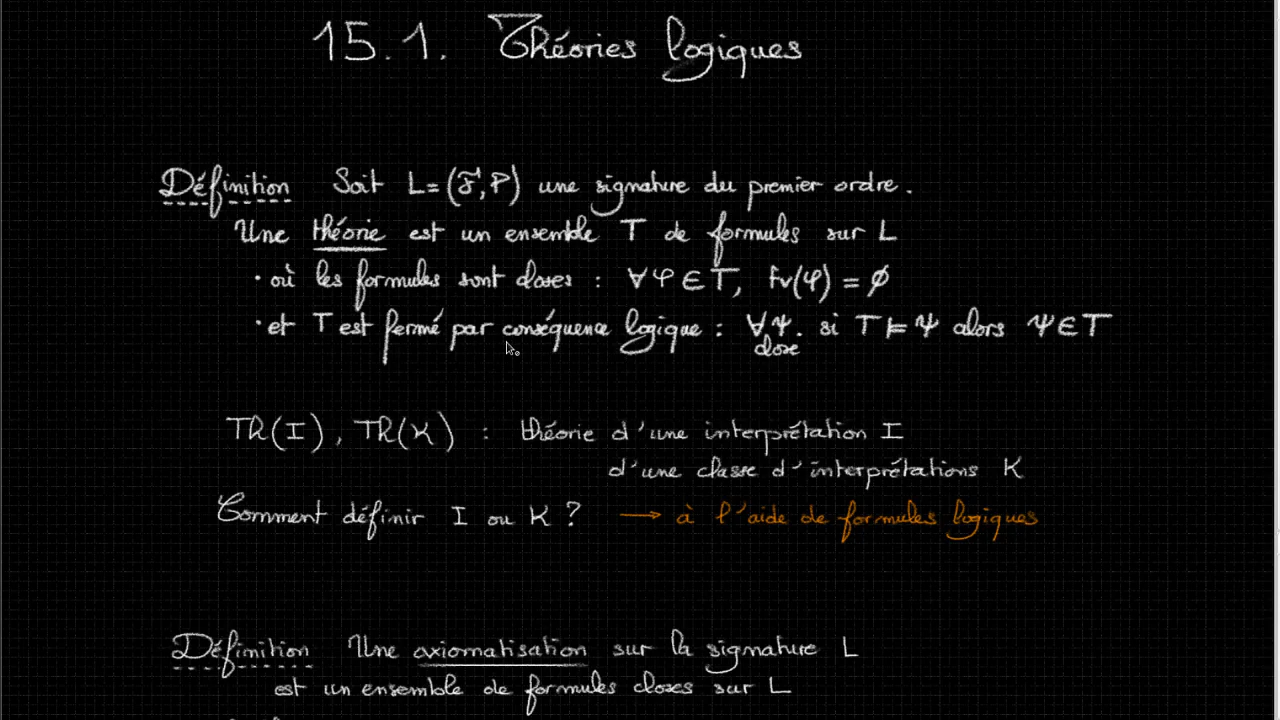 15.1. Théories logiques
Définition Soit L=(F,P) une signature du premier ordre.
Une théorie est un ensemble T de formules sur L
• où les formules sont closes : ∀φ∈T, Fv(φ) = ∅
• et T est fermé par conséquence logique : ∀ψ. si T ⊨ ψ alors ψ∈T
close
Th(I), Th(K) : théorie d'une interprétation I
d'une classe d'interprétations K
Comment définir I ou K ? → à l'aide de formules logiques
Définition Une axiomatisation sur la signature L
est un ensemble de formules closes sur L